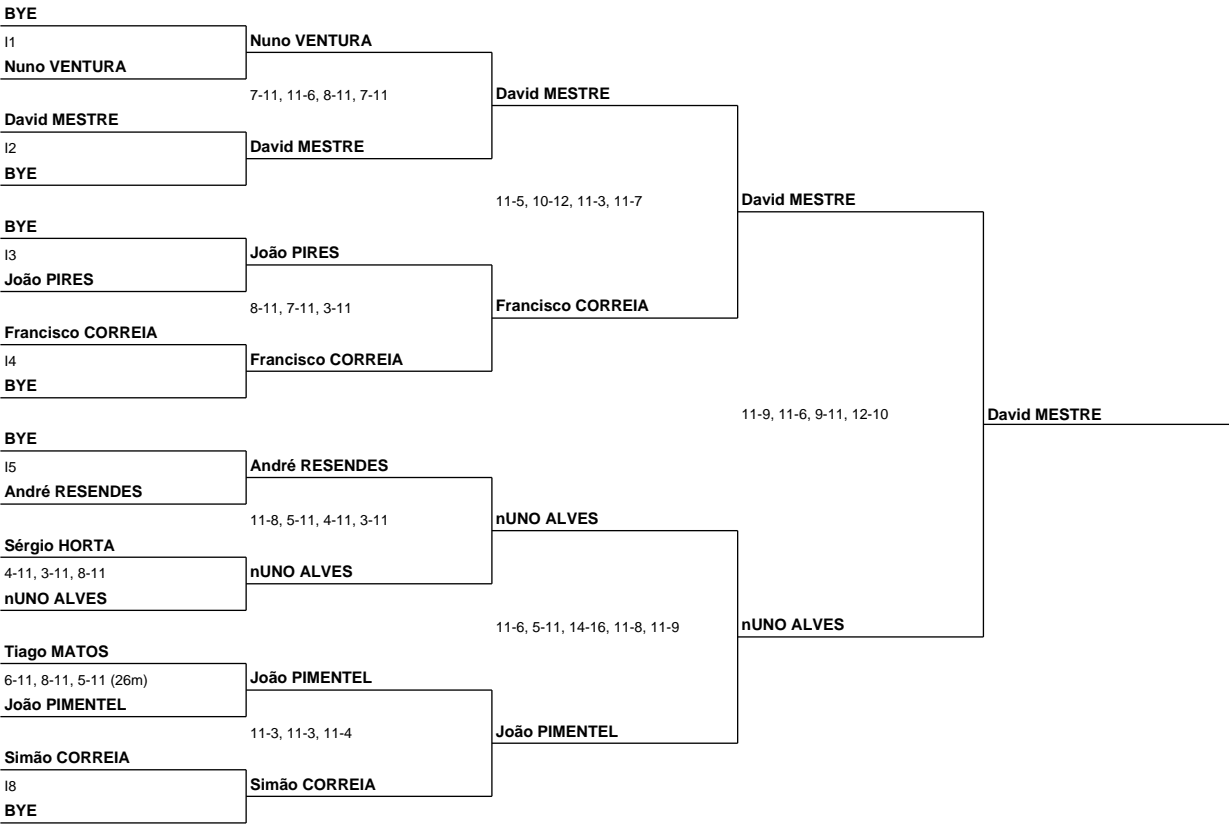 BYE
I1
Nuno VENTURA
David MESTRE
I2
BYE
BYE
I3
João PIRES
Francisco CORREIA
I4
BYE
BYE
I5
André RESENDES
Sérgio HORTA
4-11, 3-11, 8-11
nUNO ALVES
Tiago MATOS
6-11, 8-11, 5-11 (26m)
João PIMENTEL
Simão CORREIA
I8
BYE
Nuno VENTURA
7-11, 11-6, 8-11, 7-11
David MESTRE
João PIRES
8-11, 7-11, 3-11
Francisco CORREIA
André RESENDES
11-8, 5-11, 4-11, 3-11
nUNO ALVES
João PIMENTEL
11-3, 11-3, 11-4
Simão CORREIA
David MESTRE
11-5, 10-12, 11-3, 11-7
Francisco CORREIA
nUNO ALVES
11-6, 5-11, 14-16, 11-8, 11-9
João PIMENTEL
David MESTRE
11-9, 11-6, 9-11, 12-10
nUNO ALVES
David MESTRE